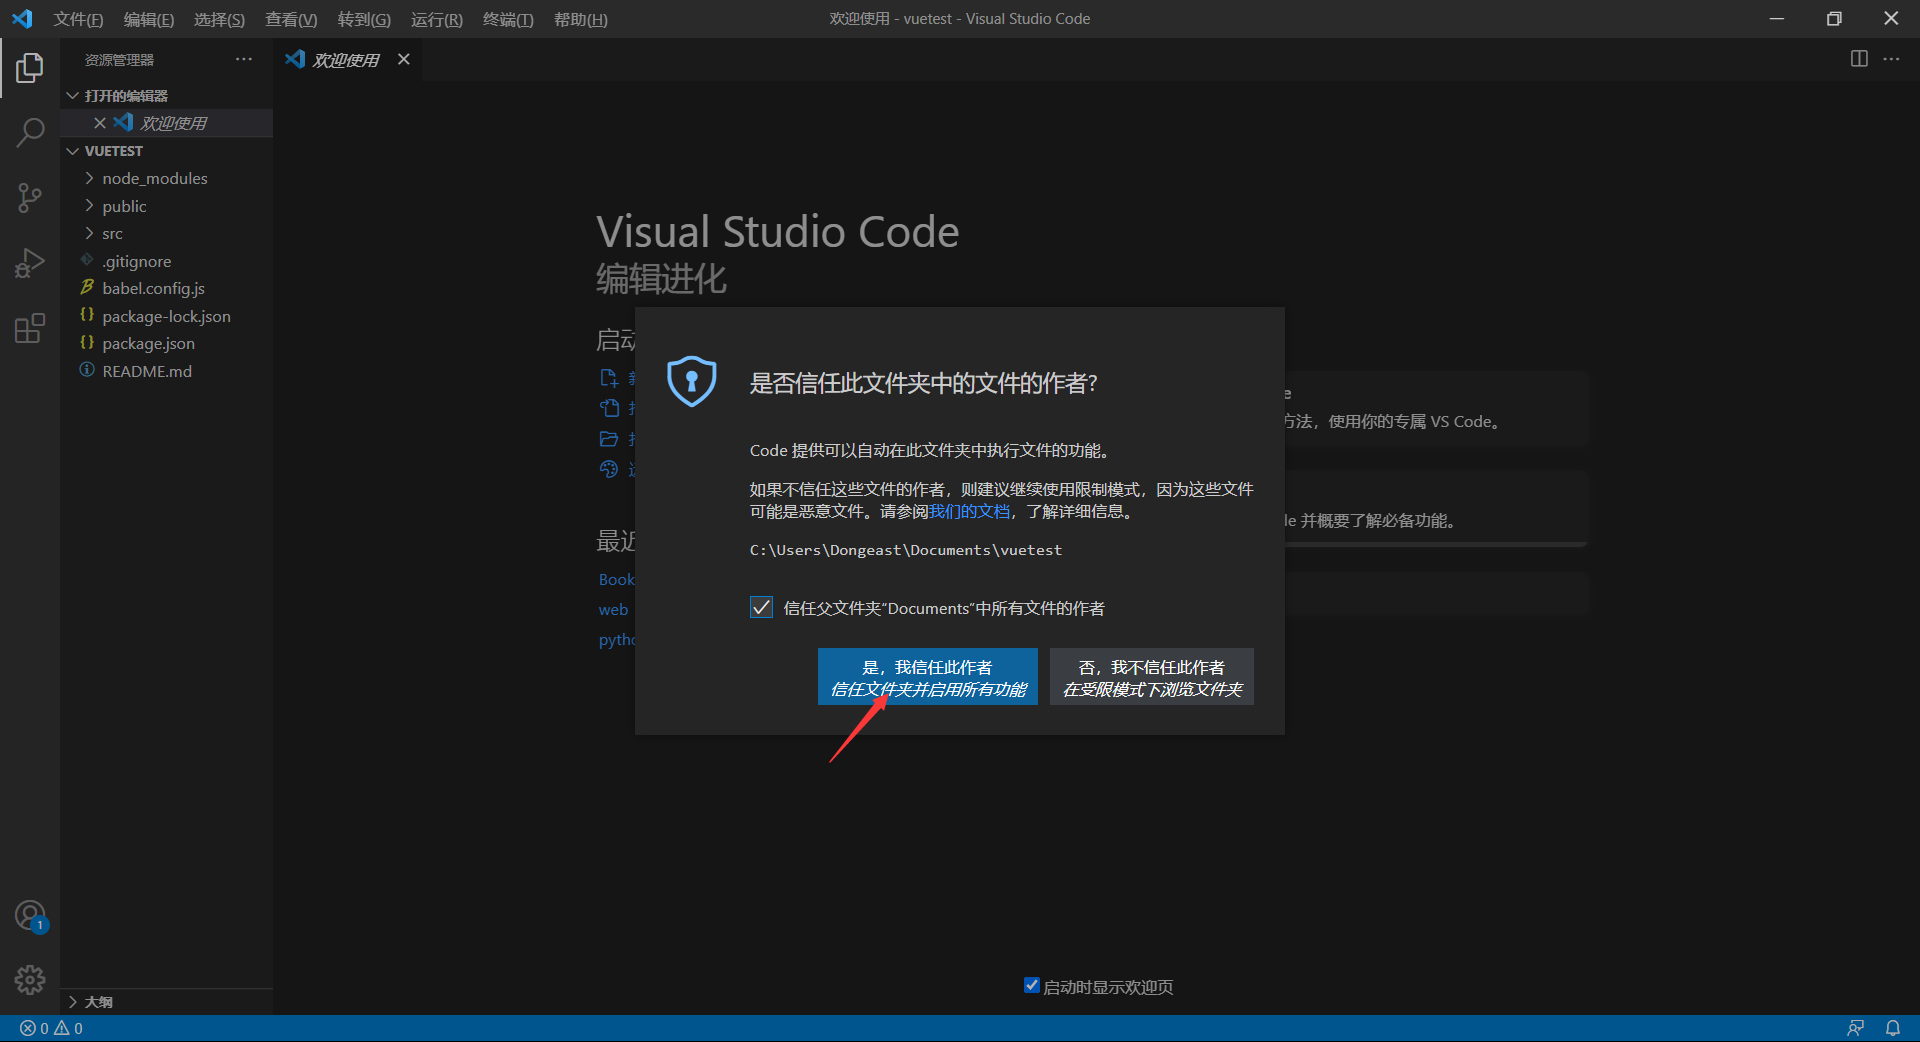 文件(F) 编辑(E) 选择(S) 查看(V) 转到(G) 运行(R) 终端(T) 帮助(H)
欢迎使用 - vuetest - Visual Studio Code
资源管理器
欢迎使用
打开的编辑器
欢迎使用
VUETEST
node_modules
public
src
.gitignore
babel.config.js
package-lock.json
package.json
README.md
大纲
Visual Studio Code
编辑进化
启动
最近
Book
web
pytho
e
方法，使用你的专属 VS Code。
de 并概要了解必备功能。
是否信任此文件夹中的文件的作者?
Code 提供可以自动在此文件夹中执行文件的功能。
如果不信任这些文件的作者，则建议继续使用限制模式，因为这些文件
可能是恶意文件。请参阅我们的文档，了解详细信息。
C:\Users\Dongeast\Documents\vuetest
信任父文件夹"Documents"中所有文件的作者
是，我信任此作者
信任文件夹并启用所有功能
否，我不信任此作者
在受限模式下浏览文件夹
启动时显示欢迎页
1
0 0